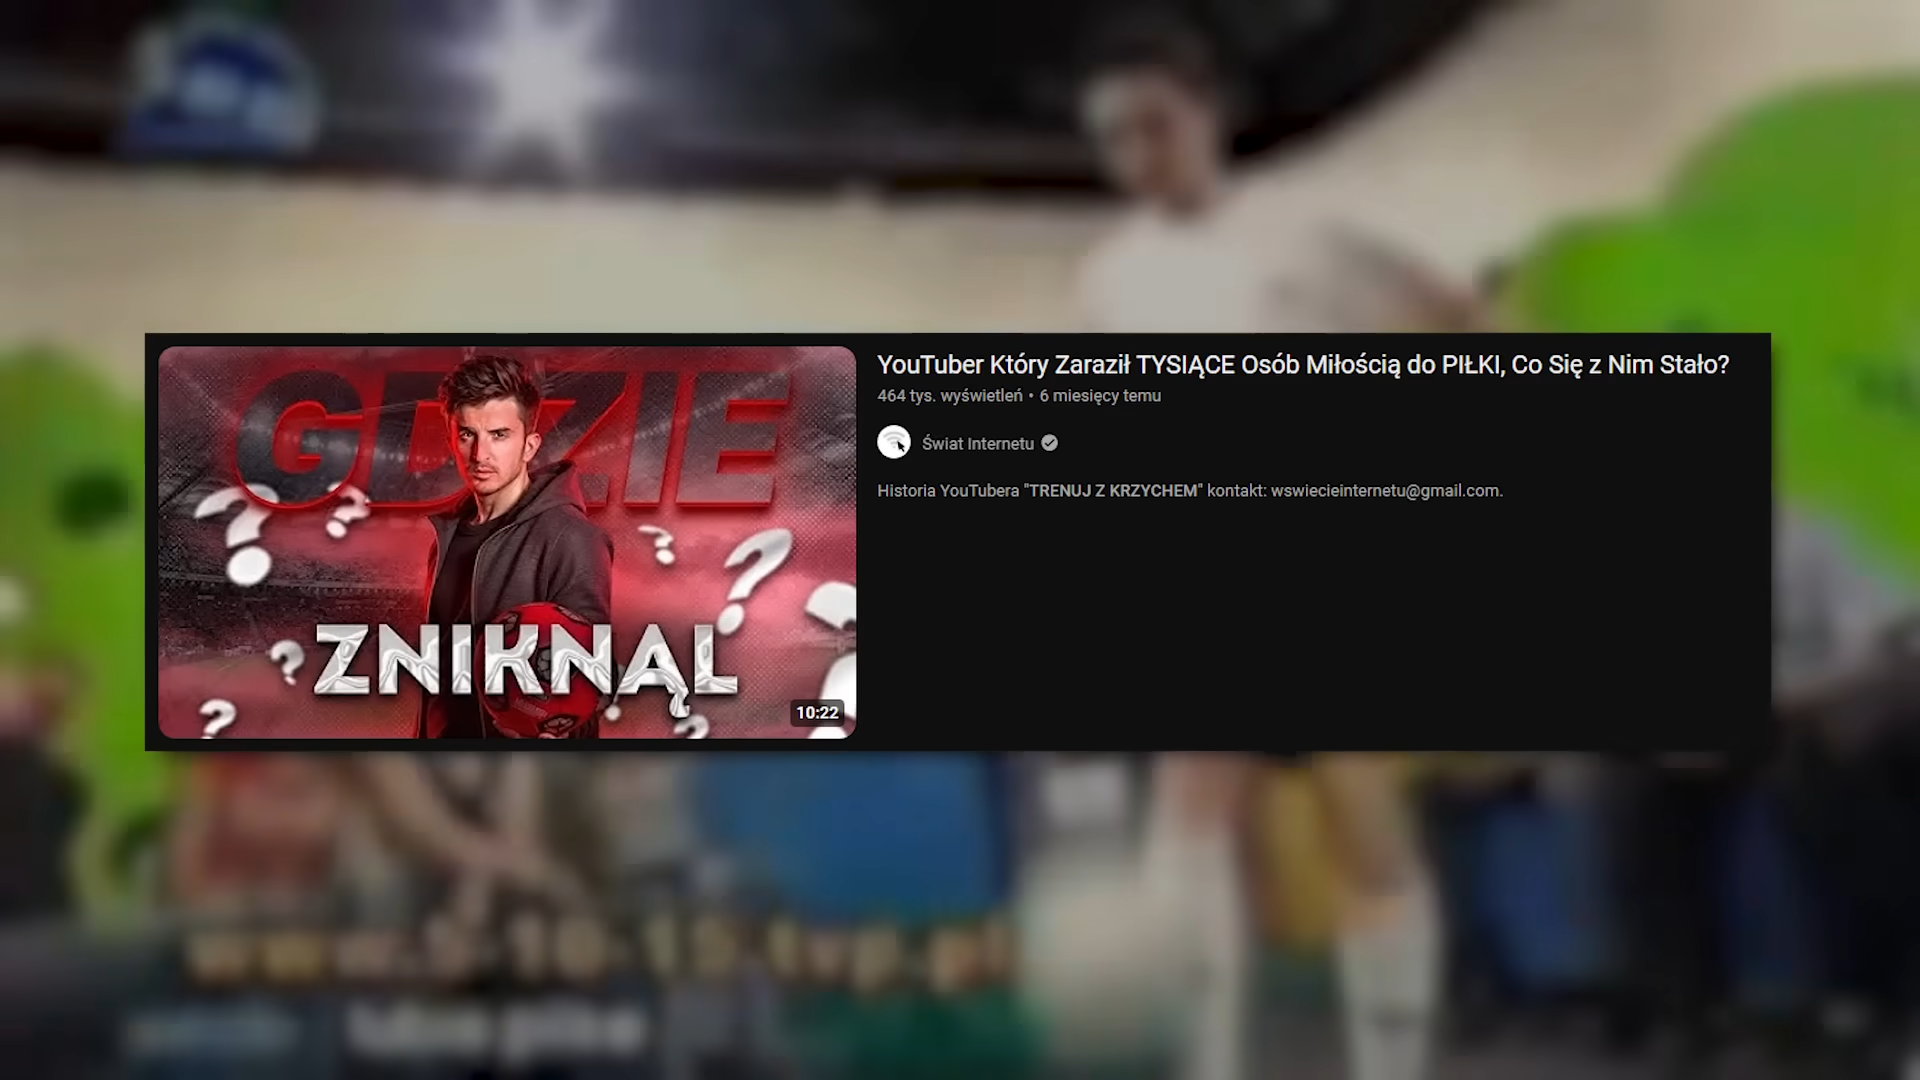 GDZIE
ZNIKNĄŁ
10:22
YouTuber Który Zaraził TYSIĄCE Osób Miłością do PIŁKI, Co Się z Nim Stało?
464 tys. wyświetleń • 6 miesięcy temu
Świat Internetu
Historia YouTubera "TRENUJ Z KRZYCHEM" kontakt: wswiecieinternetu@gmail.com.